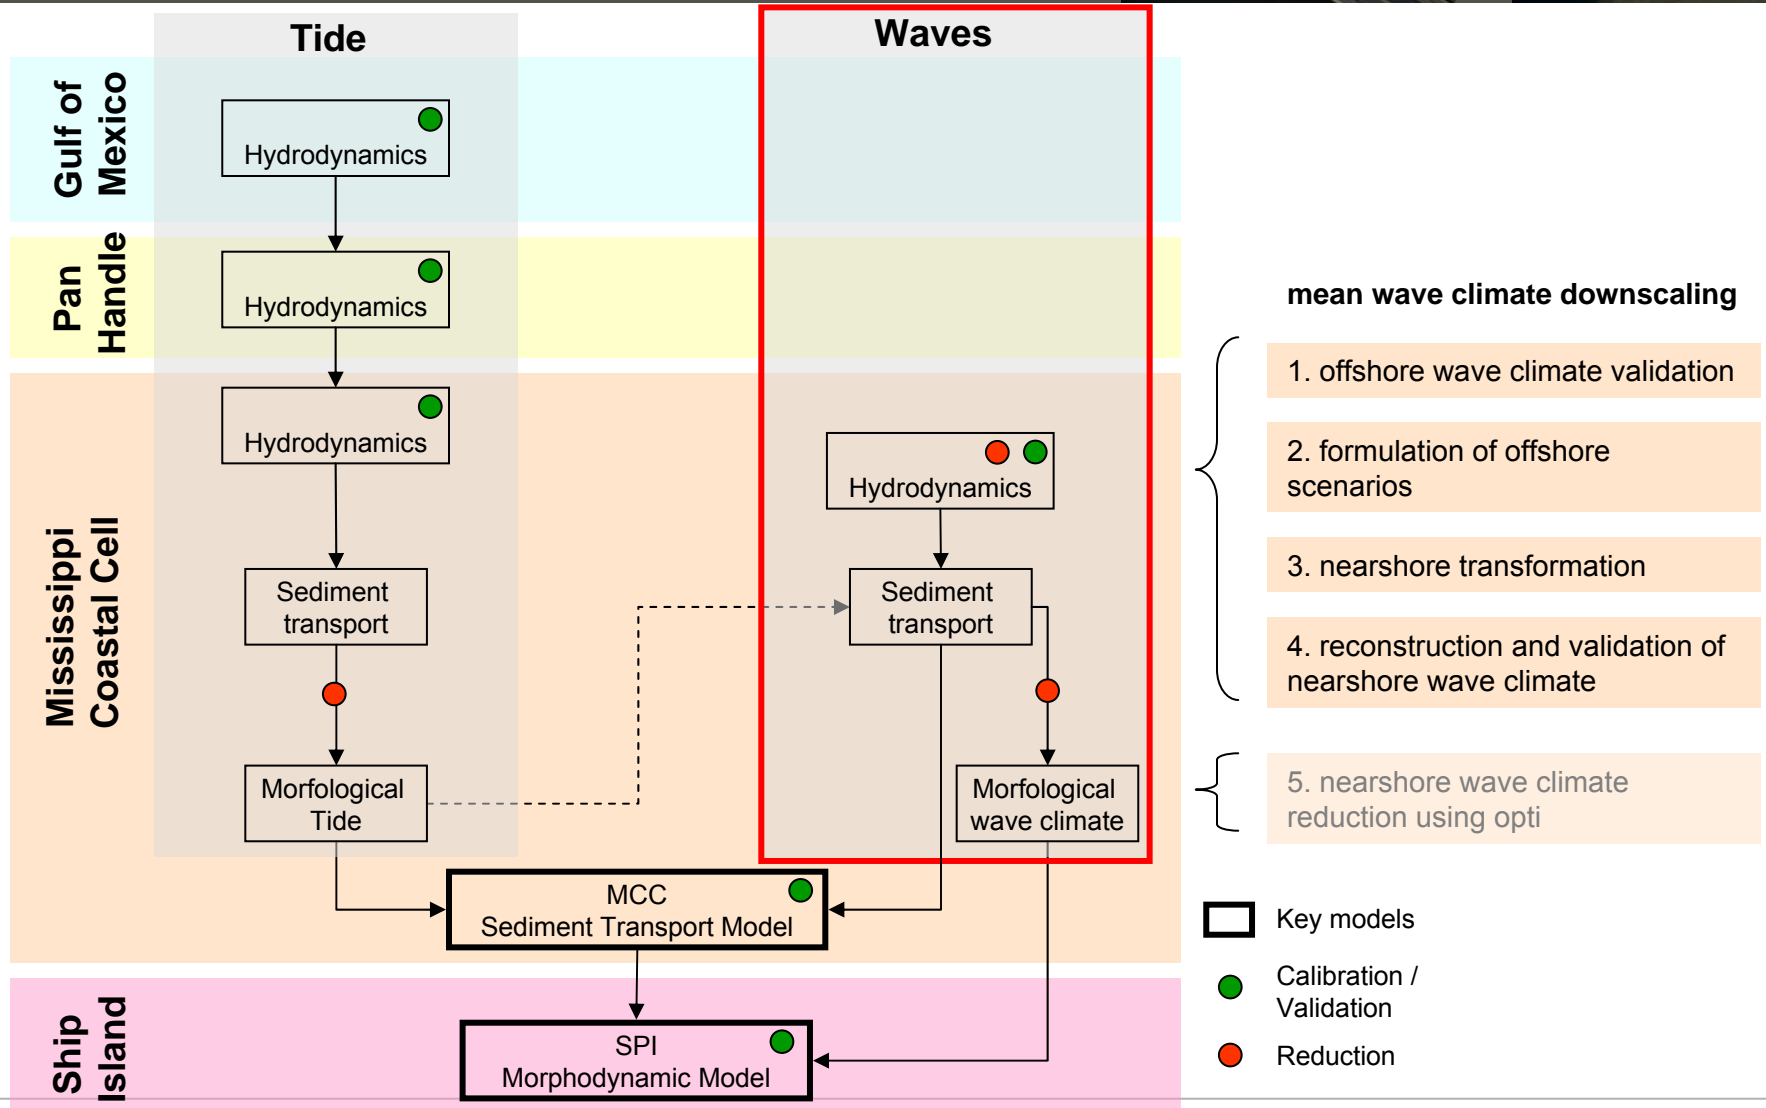 Tide
Waves
Gulf of
Mexico
Hydrodynamics
Pan
Handle
Hydrodynamics
Mississippi
Coastal Cell
Hydrodynamics
Hydrodynamics
Sediment
transport
Sediment
transport
Morfological
Tide
Morfological
wave climate
MCC
Sediment Transport Model
Ship
Island
SPI
Morphodynamic Model
mean wave climate downscaling
1. offshore wave climate validation
2. formulation of offshore
scenarios
3. nearshore transformation
4. reconstruction and validation of
nearshore wave climate
5. nearshore wave climate
reduction using opti
Key models
Calibration /
Validation
Reduction